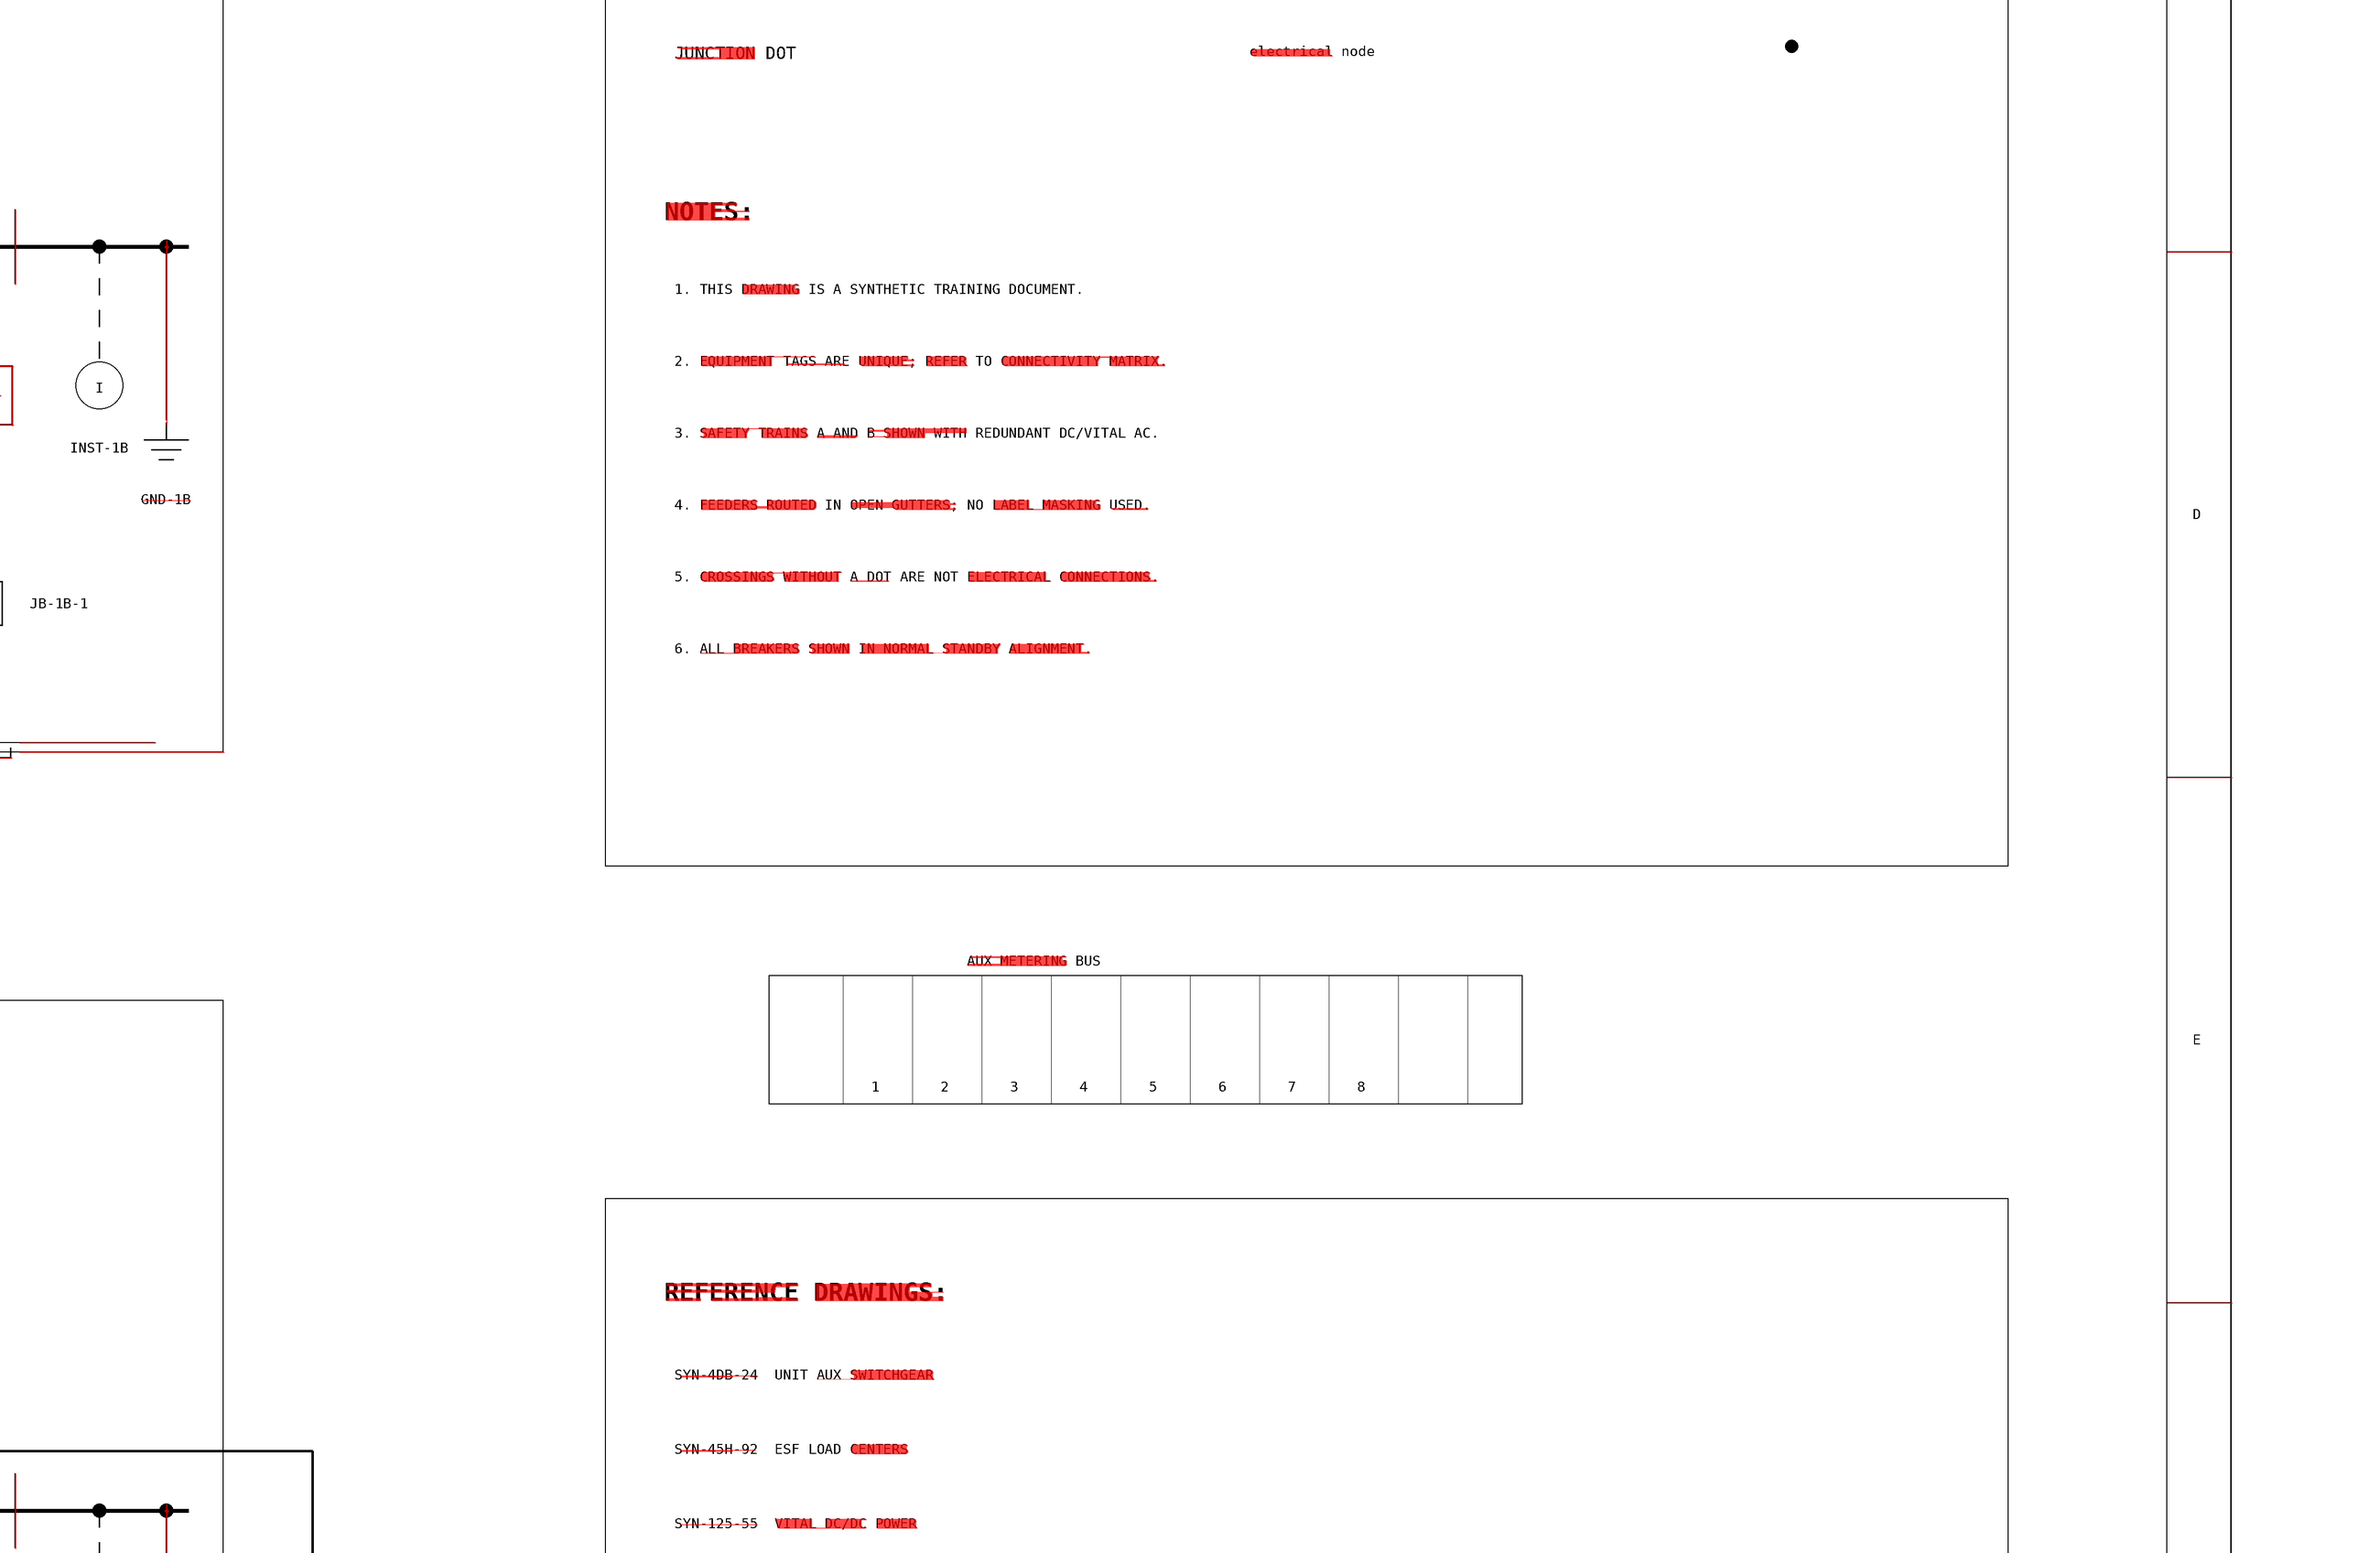 JUNCTION DOT electrical node
NOTES:
1. THIS DRAWING IS A SYNTHETIC TRAINING DOCUMENT.
2. EQUIPMENT TAGS ARE UNIQUE; REFER TO CONNECTIVITY MATRIX.
I
3. SAFETY TRAINS A AND B SHOWN WITH REDUNDANT DC/VITAL AC.
INST-1B
GND-1B
4. FEEDERS ROUTED IN OPEN GUTTERS; NO LABEL MASKING USED.
D
5. CROSSINGS WITHOUT A DOT ARE NOT ELECTRICAL CONNECTIONS.
JB-1B-1
6. ALL BREAKERS SHOWN IN NORMAL STANDBY ALIGNMENT.
AUX METERING BUS
E
1 2 3 4 5 6 7 8
REFERENCE DRAWINGS:
SYN-4DB-24 UNIT AUX SWITCHGEAR
SYN-45H-92 ESF LOAD CENTERS
SYN-125-55 VITAL DC/DC POWER